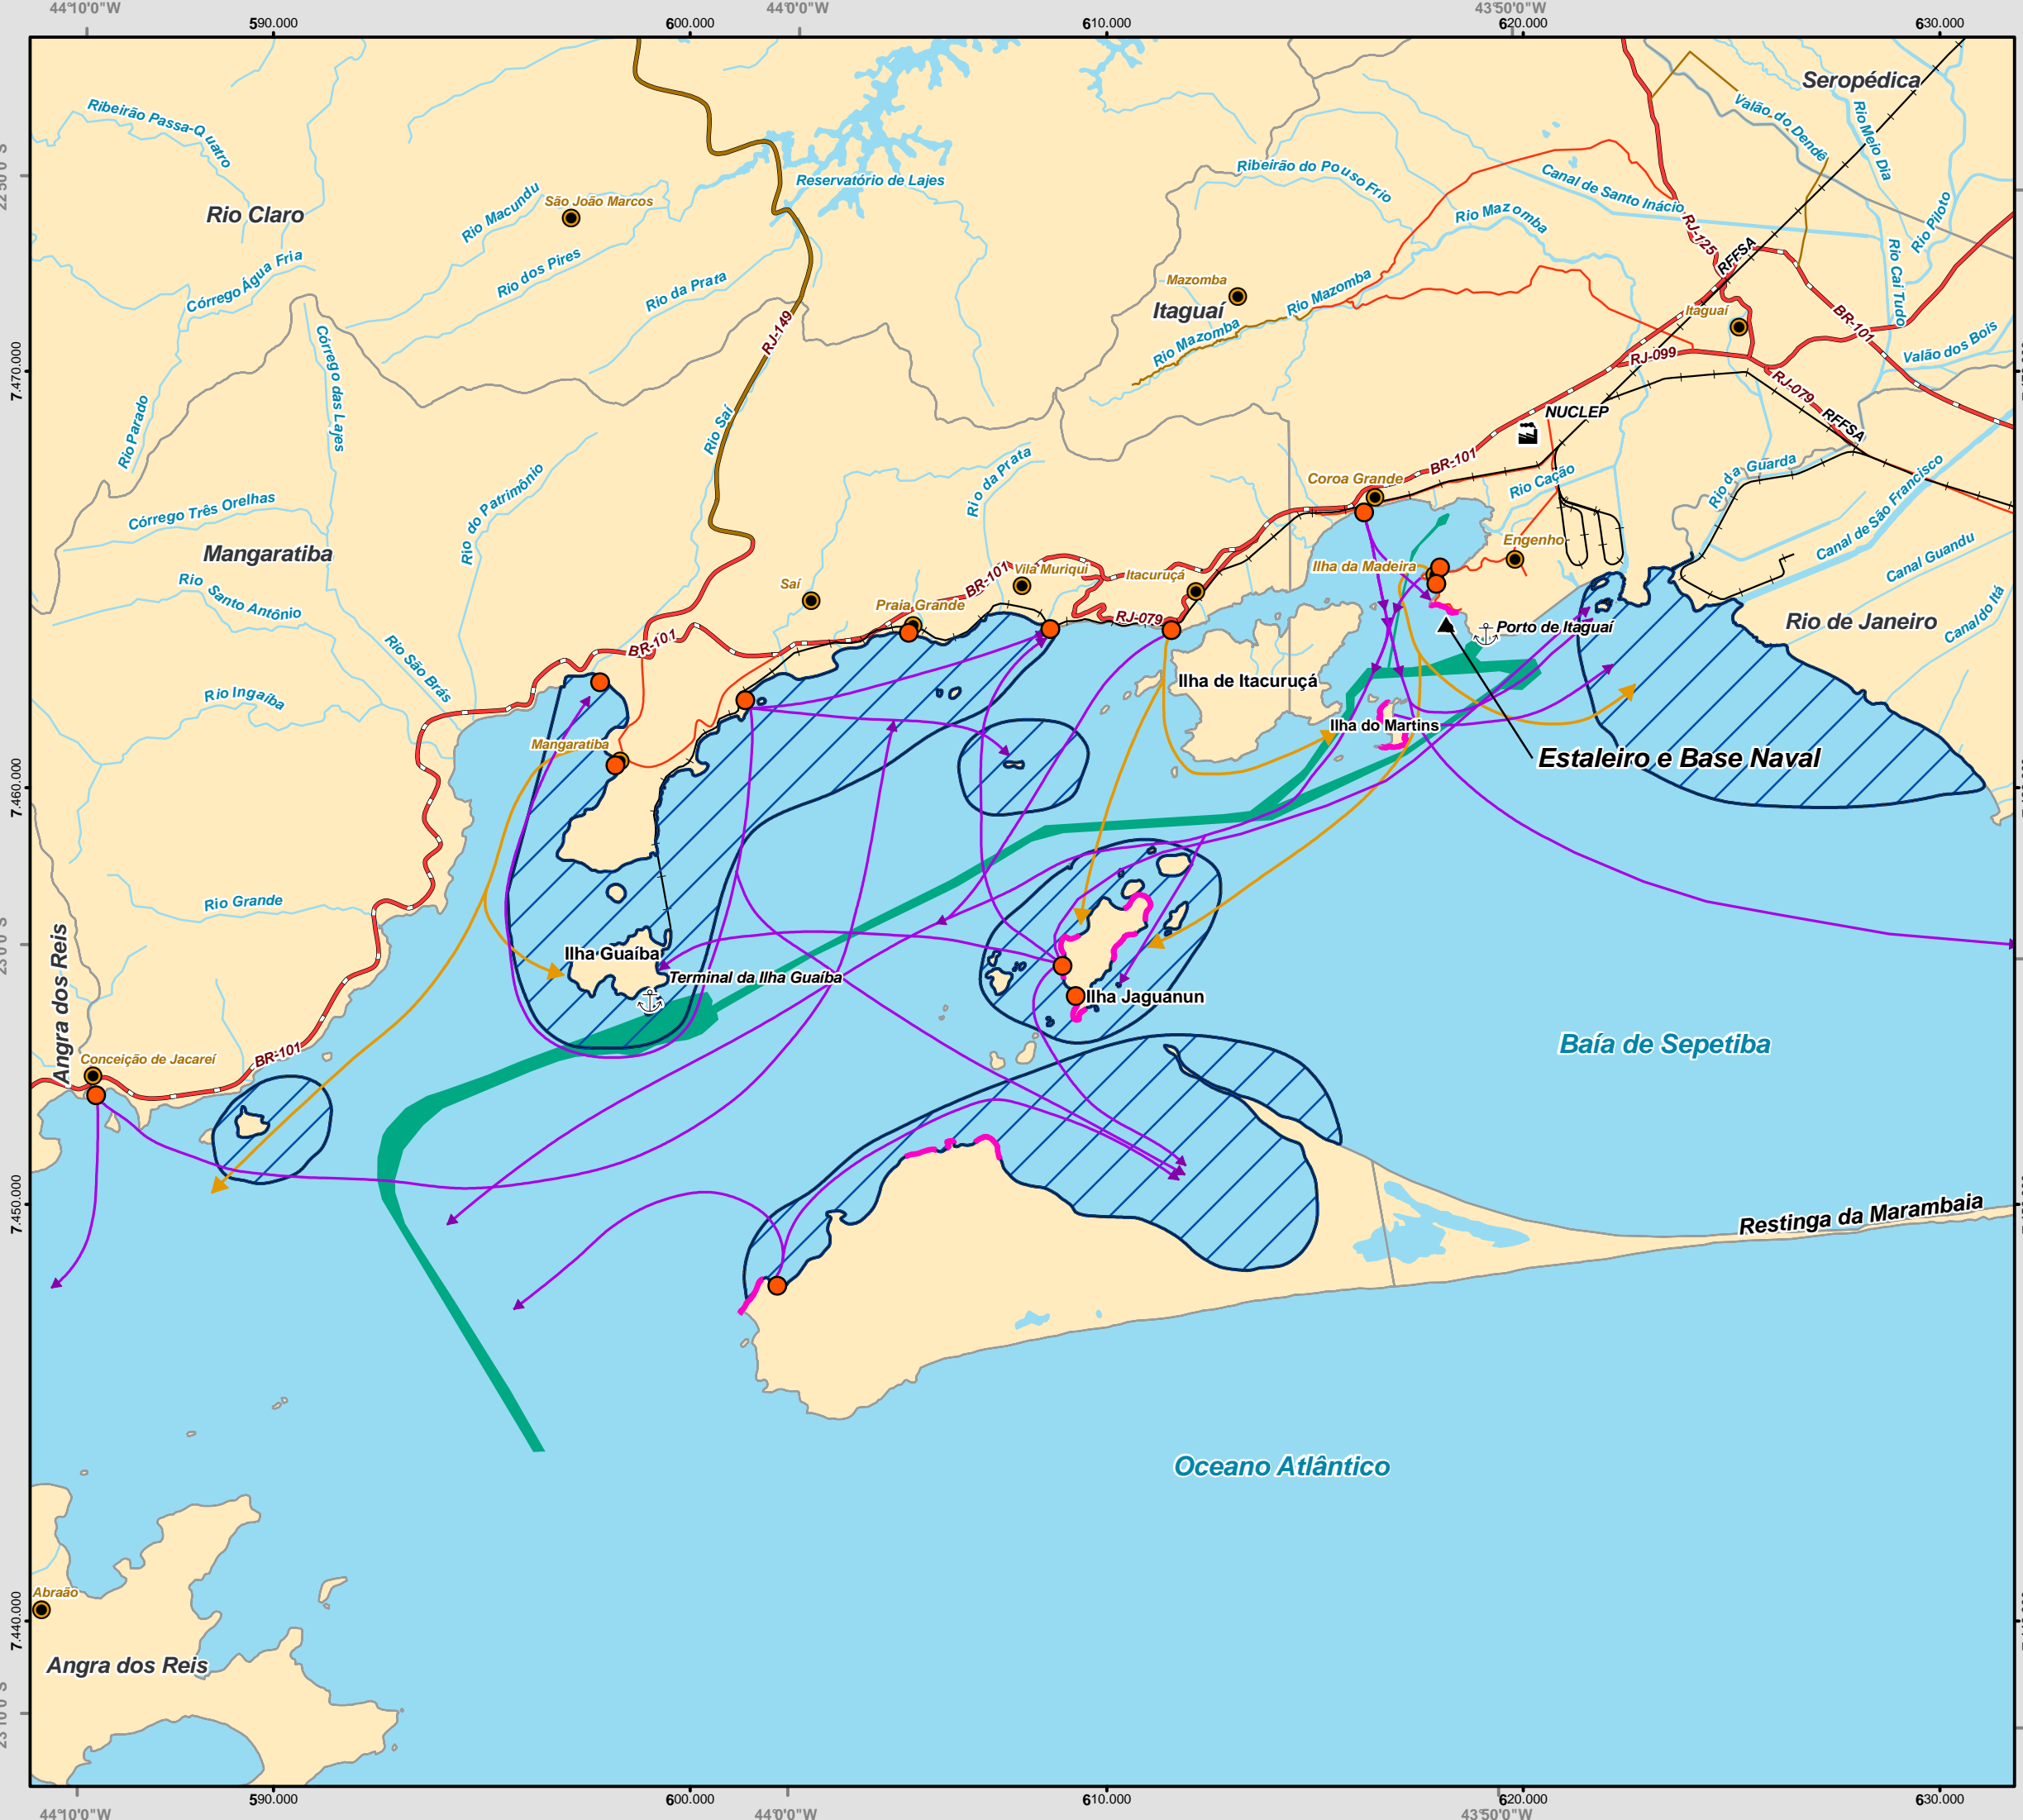 44°10'0"W
44°0'0"W
43°50'0"W
590.000
600.000
610.000
620.000
630.000
Seropédica
Ribeirão Passa-Quatro
Valão do Dendê
Rio Meio Dia
Reservatório de Lajes
Ribeirão do Pouso Frio
Canal de Santo Inácio
Rio Claro
Rio Macundu
São João Marcos
Rio Mazomba
RJ-125
RFFSA
Rio Piloto
Rio Cai Tudo
Córrego Água Fria
Rio dos Pires
Rio da Prata
Mazomba
Itaguaí
Rio Mazomba
Rio Mazomba
Itaguaí
BR-101
Valão dos Bois
RJ-149
RJ-099
RJ-079
RFFSA
7.470.000
Córrego das Lajes
Rio Parado
Rio Saí
NUCLEP
BR-101
Coroa Grande
Rio Cação
Rio da Guarda
Canal de São Francisco
Rio da Prata
Rio do Patrimônio
Córrego Três Orelhas
Mangaratiba
Engenho
Canal Guandu
Ilha da Madeira
Rio Santo Antônio
Saí
BR-101
Vila Muriqui
Itacuruçá
Praia Grande
RJ-079
Canal do Itá
Porto de Itaguaí
Rio de Janeiro
BR-101
Rio São Brás
Rio Ingaíba
Ilha de Itacuruçá
Ilha do Martins
Mangaratiba
Estaleiro e Base Naval
7.460.000
Rio Grande
Angra dos Reis
Ilha Guaíba
Terminal da Ilha Guaíba
Ilha Jaguanun
Baía de Sepetiba
BR-101
Conceição de Jacareí
7.450.000
Restinga da Marambaia
Oceano Atlântico
Abraão
7.440.000
Angra dos Reis
590.000
600.000
610.000
620.000
630.000
44°10'0"W
44°0'0"W
43°50'0"W